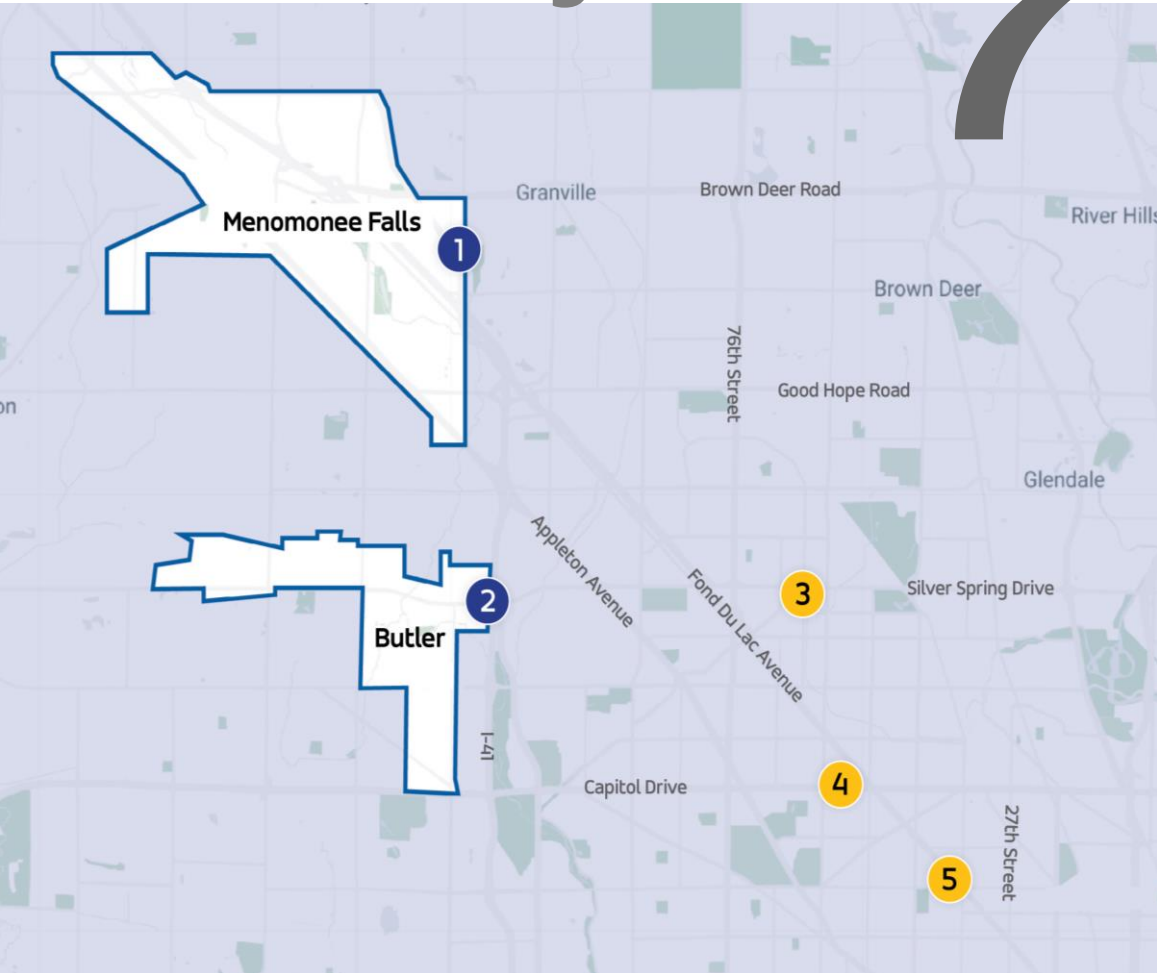 Granville
Brown Deer Road
River Hills
Menomonee Falls
1
Brown Deer
76th Street
Good Hope Road
on
Glendale
Appleton Avenue
Fond Du Lac Avenue
3
Silver Spring Drive
2
Butler
I-41
Capitol Drive
4
27th Street
5